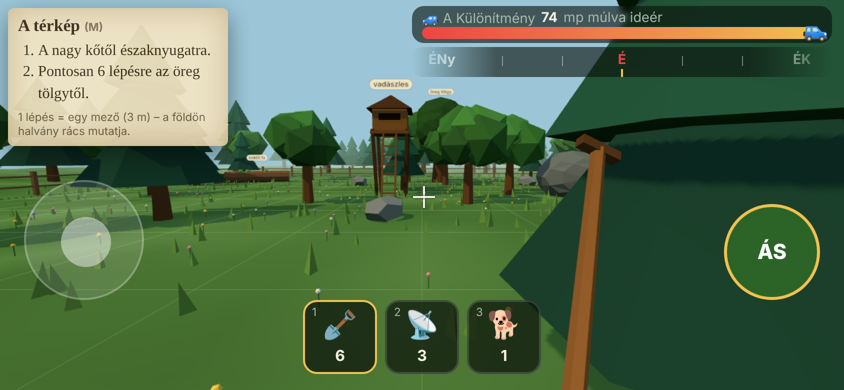 A térkép (M)
1. A nagy kőtől északnyugatra.
2. Pontosan 6 lépésre az öreg
tölgytől.
1 lépés = egy mező (3 m) – a földön
halvány rács mutatja.
A Különítmény 74 mp múlva ideér
ÉNy
É
ÉK
vadászles
ÁS
1
6
2
3
3
1